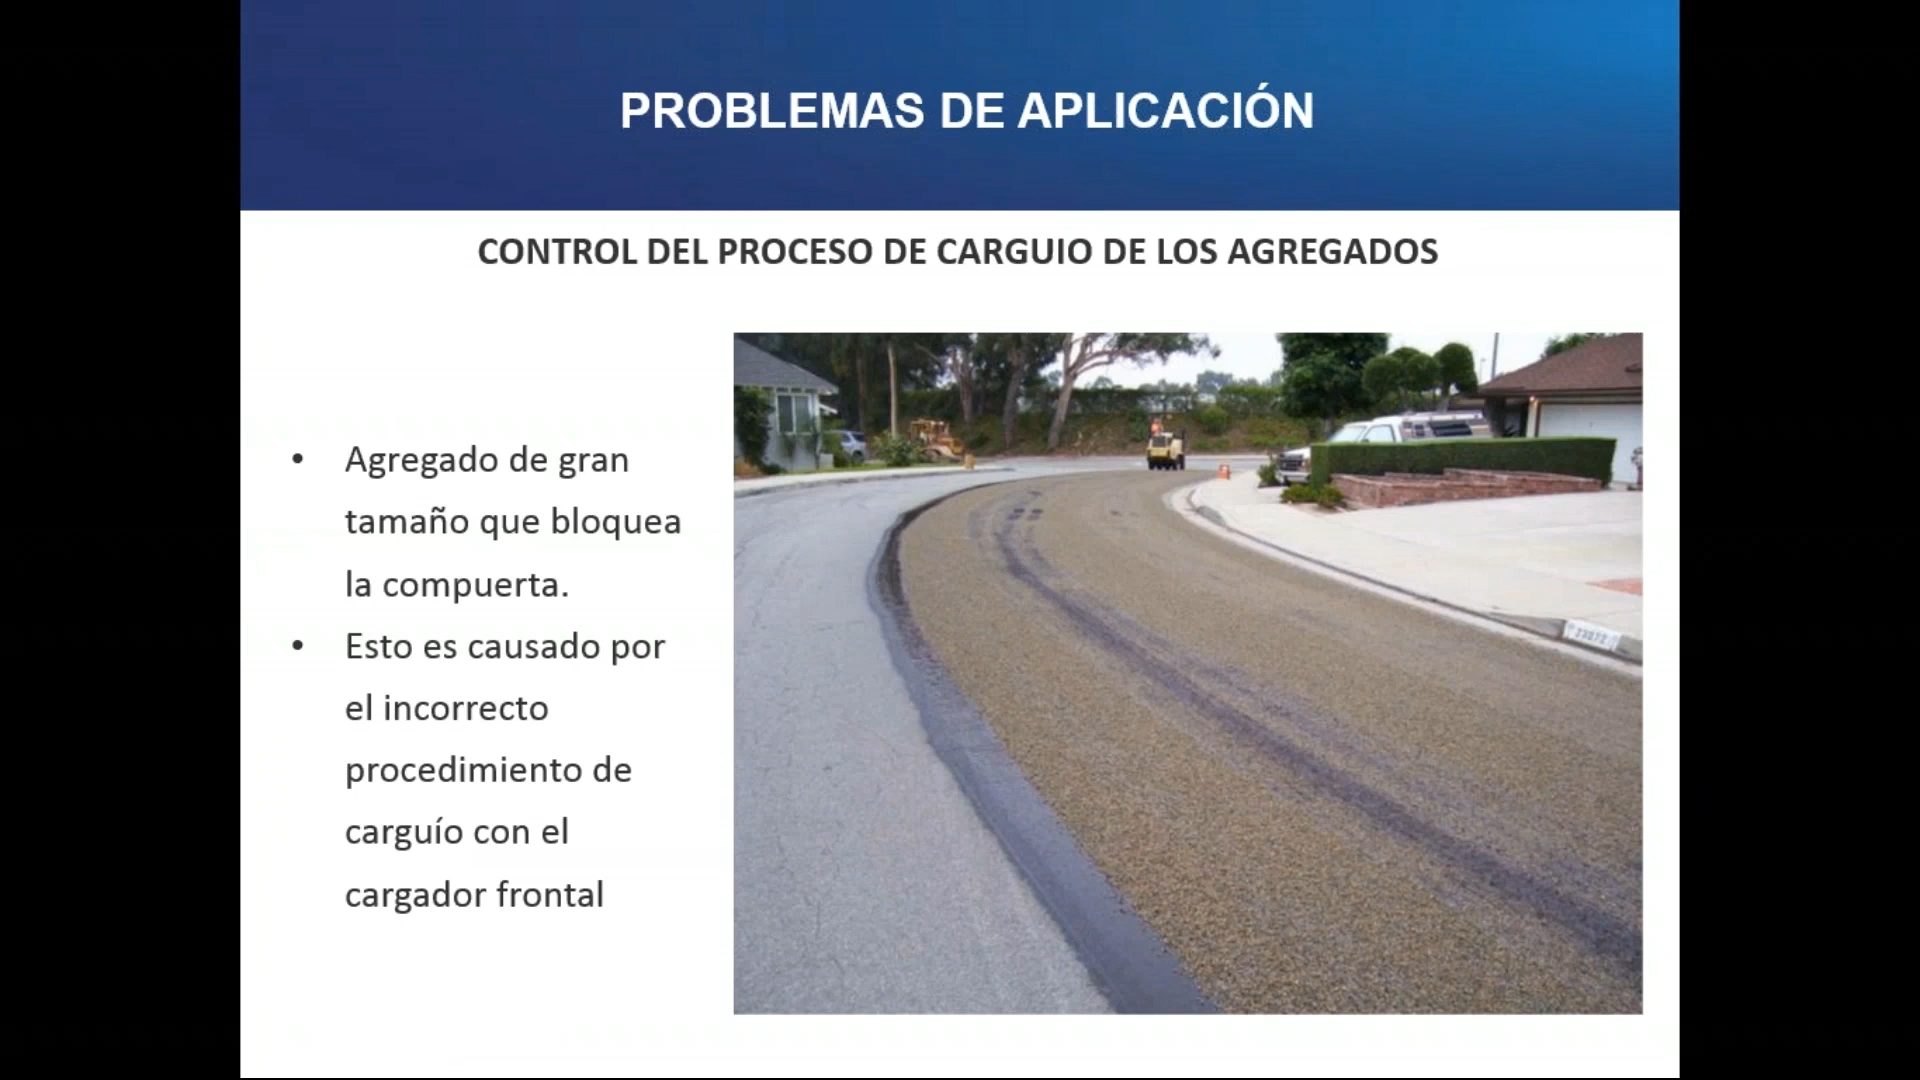 PROBLEMAS DE APLICACIÓN
CONTROL DEL PROCESO DE CARGUIO DE LOS AGREGADOS
• Agregado de gran
tamaño que bloquea
la compuerta.
• Esto es causado por
el incorrecto
procedimiento de
carguío con el
cargador frontal